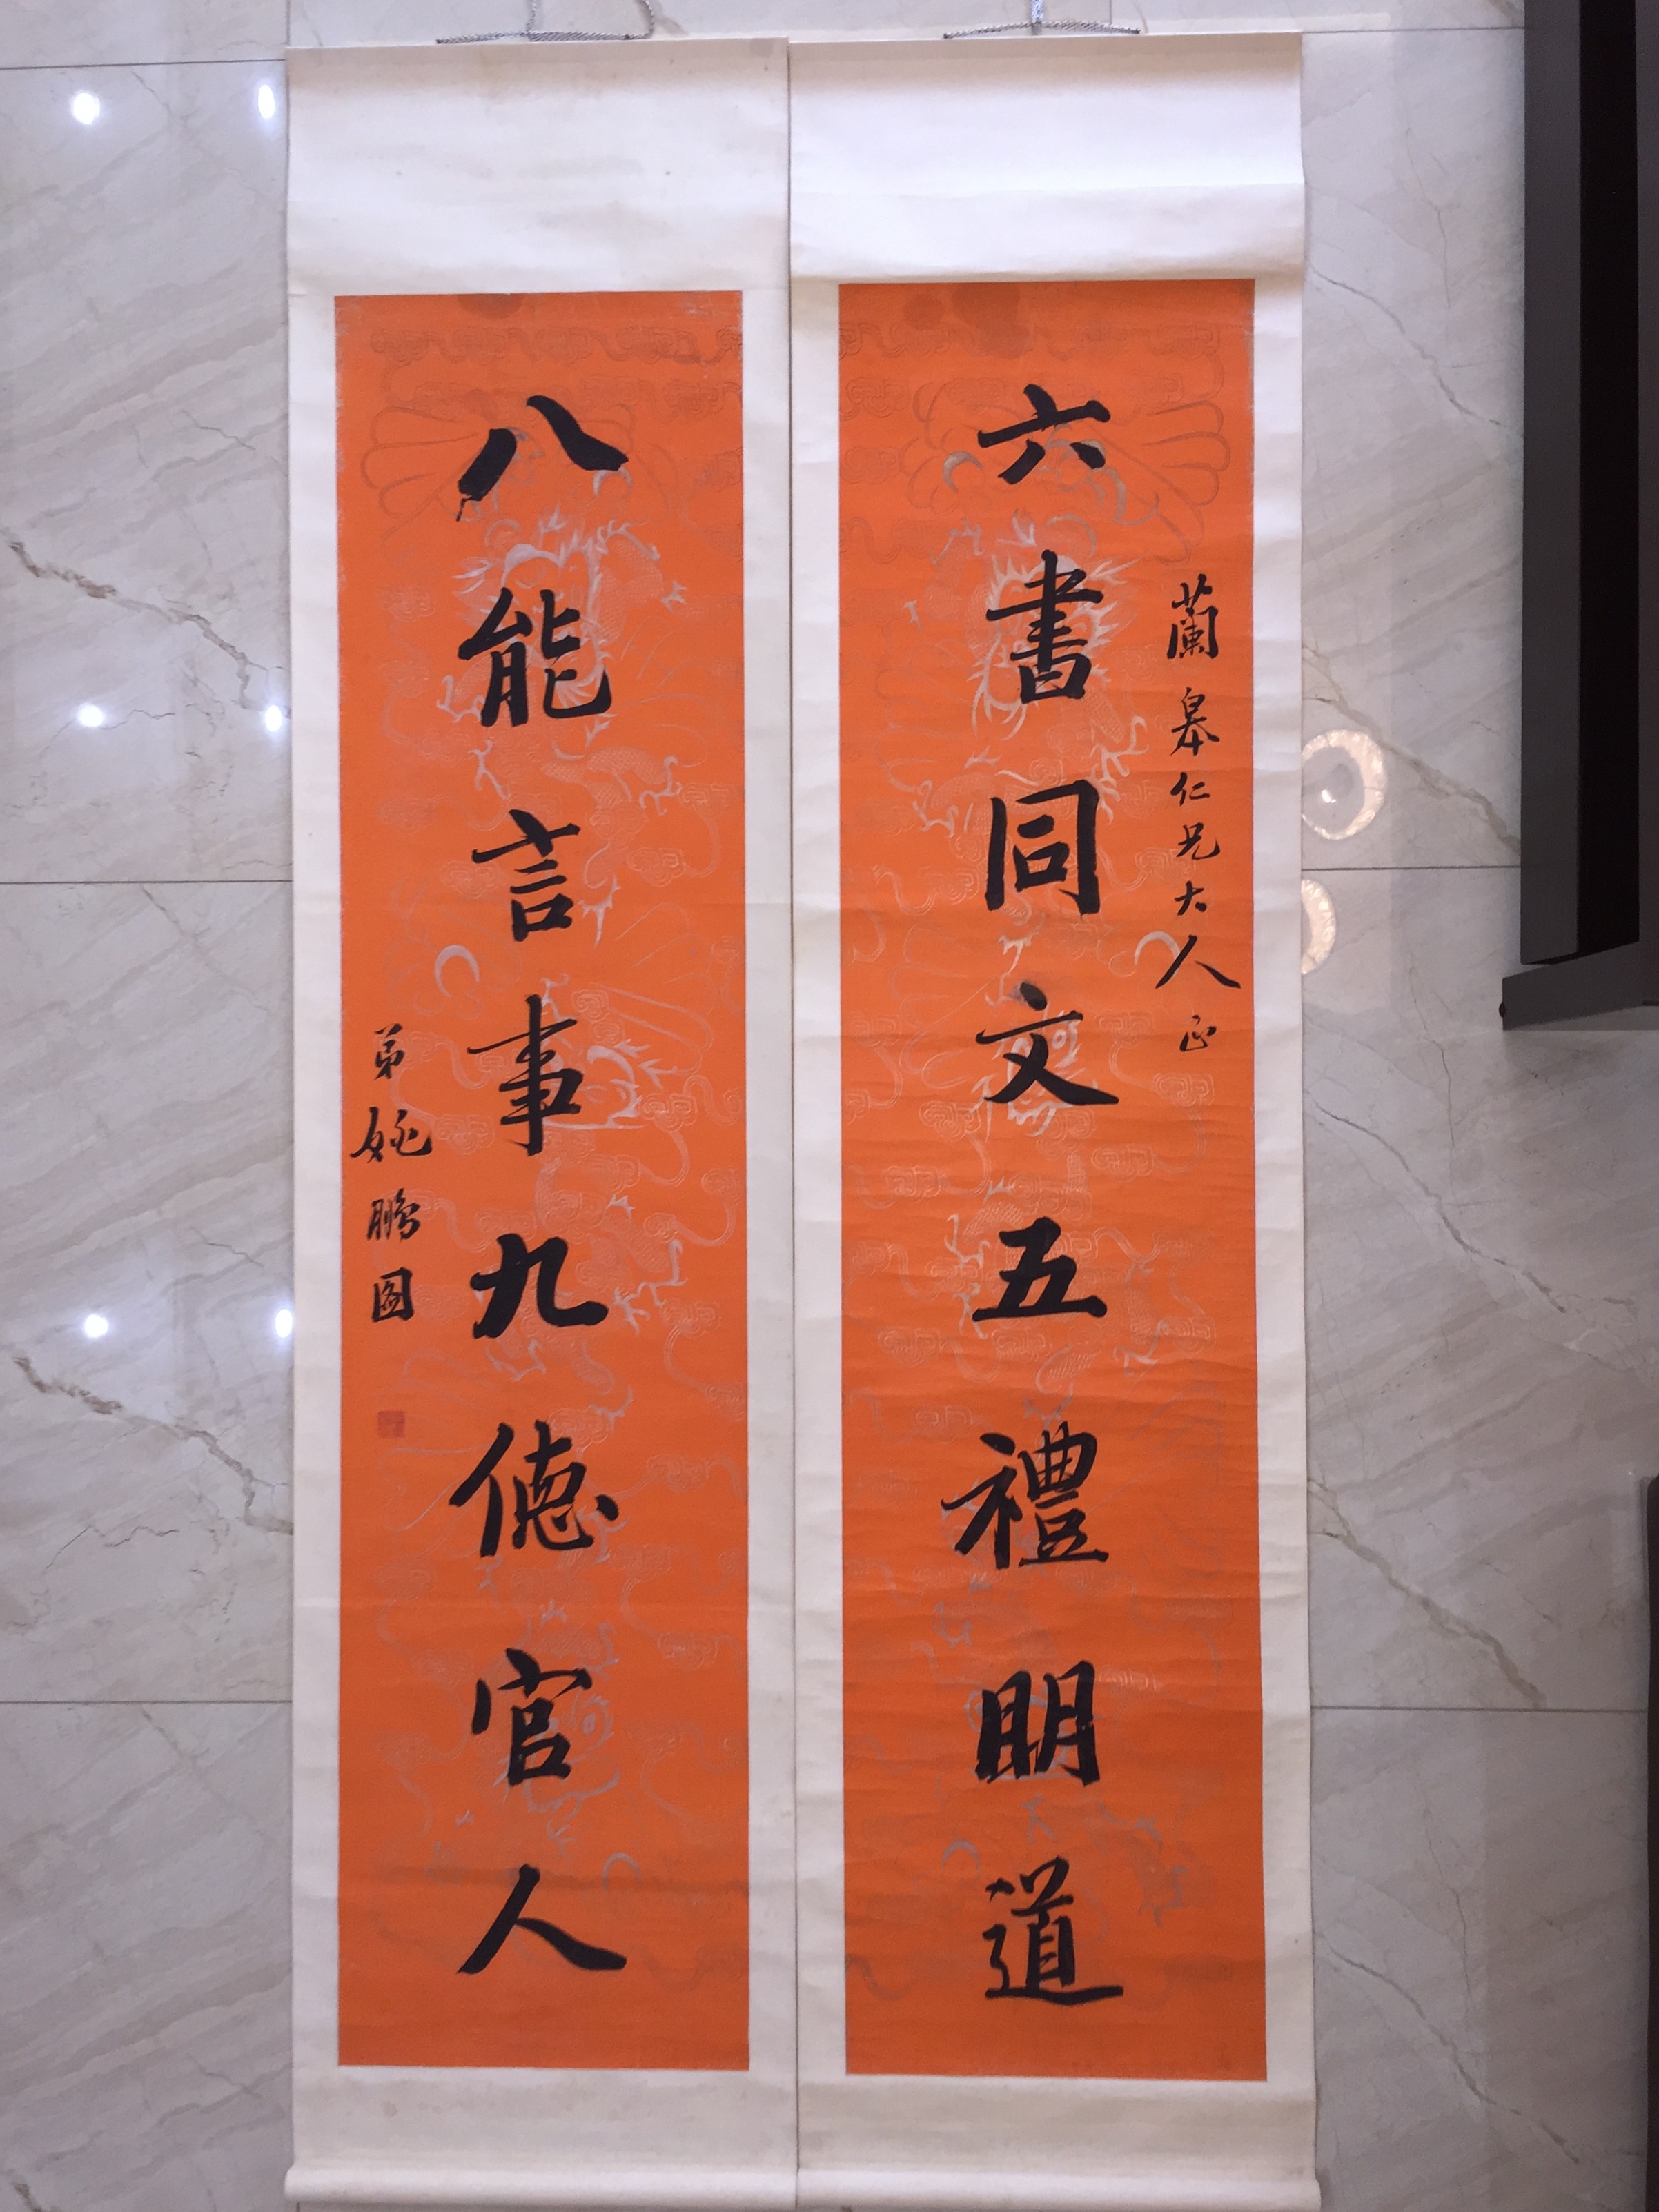 蘭皋仁兄大人正
六書同文五禮明道
八能言事九德官人
弟姚鵬圖